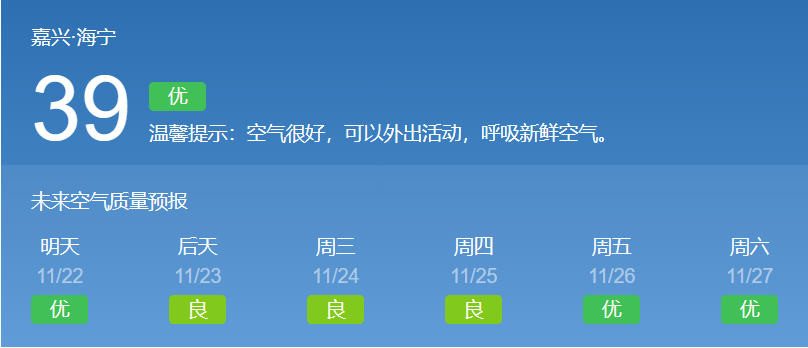 嘉兴·海宁
39 优
温馨提示：空气很好，可以外出活动，呼吸新鲜空气。
未来空气质量预报
明天 后天 周三 周四 周五 周六
11/22 11/23 11/24 11/25 11/26 11/27
优 良 良 良 优 优